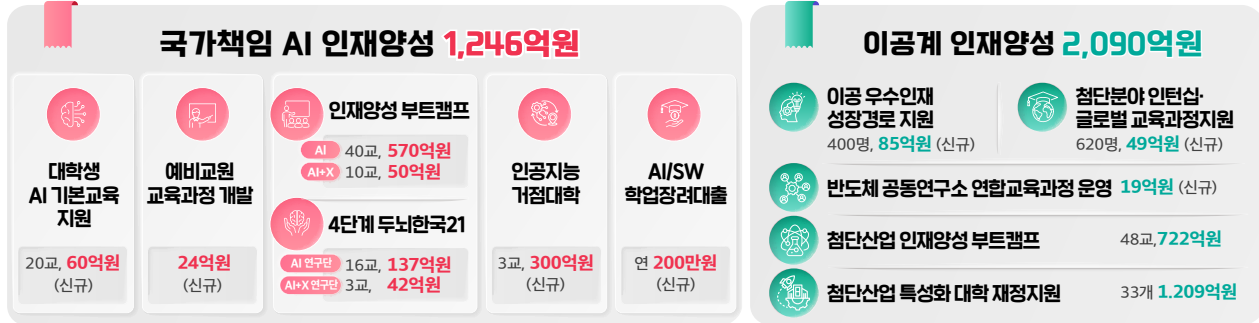 국가책임 AI 인재양성 1,246억원
대학생
AI 기본교육
지원
20교, 60억원
(신규)
예비교원
교육과정 개발
24억원
(신규)
인재양성 부트캠프
AI 40교, 570억원
AI+X 10교, 50억원
4단계 두뇌한국21
AI 연구단 16교, 137억원
AI+X 연구단 3교, 42억원
인공지능
거점대학
3교, 300억원
(신규)
AI/SW
학업장려대출
연 200만원
(신규)
이공계 인재양성 2,090억원
이공 우수인재
성장경로 지원
400명, 85억원 (신규)
첨단분야 인턴십·
글로벌 교육과정지원
620명, 49억원 (신규)
반도체 공동연구소 연합교육과정 운영 19억원 (신규)
첨단산업 인재양성 부트캠프 48교,722억원
첨단산업 특성화 대학 재정지원 33개 1.209억원